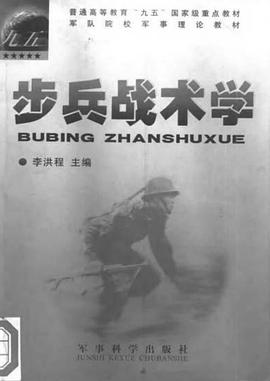 普通高等教育“九五”国家级重点教材
军队院校军事理论教材
九五
★★★★★
步兵战术学
BUBING ZHANSHUXUE
● 李洪程 主编
军事科学出版社
JUNSHI KEXUE CHUBANSHE